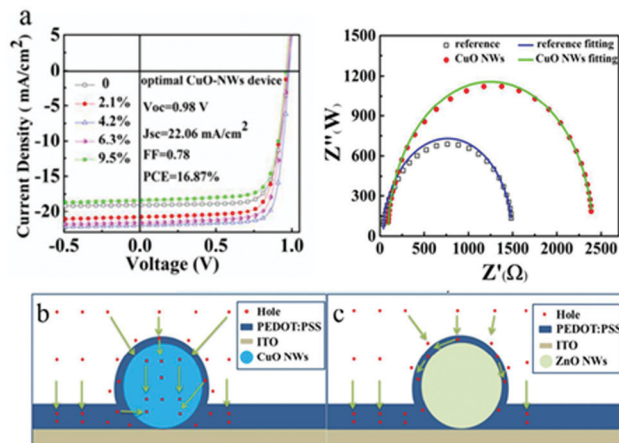 a
Current Density ( mA/cm²)
5
0
-5
-10
-15
-20
0
2.1%
4.2%
6.3%
9.5%
optimal CuO-NWs device
Voc=0.98 V
Jsc=22.06 mA/cm²
FF=0.78
PCE=16.87%
-0.5
0.0
0.5
1.0
Voltage (V)
Z''(W)
1500
1200
900
600
300
0
reference
reference fitting
CuO NWs
CuO NWs fitting
0
500
1000
1500
2000
2500
Z'(Ω)
b
Hole
PEDOT:PSS
ITO
CuO NWs
c
Hole
PEDOT:PSS
ITO
ZnO NWs